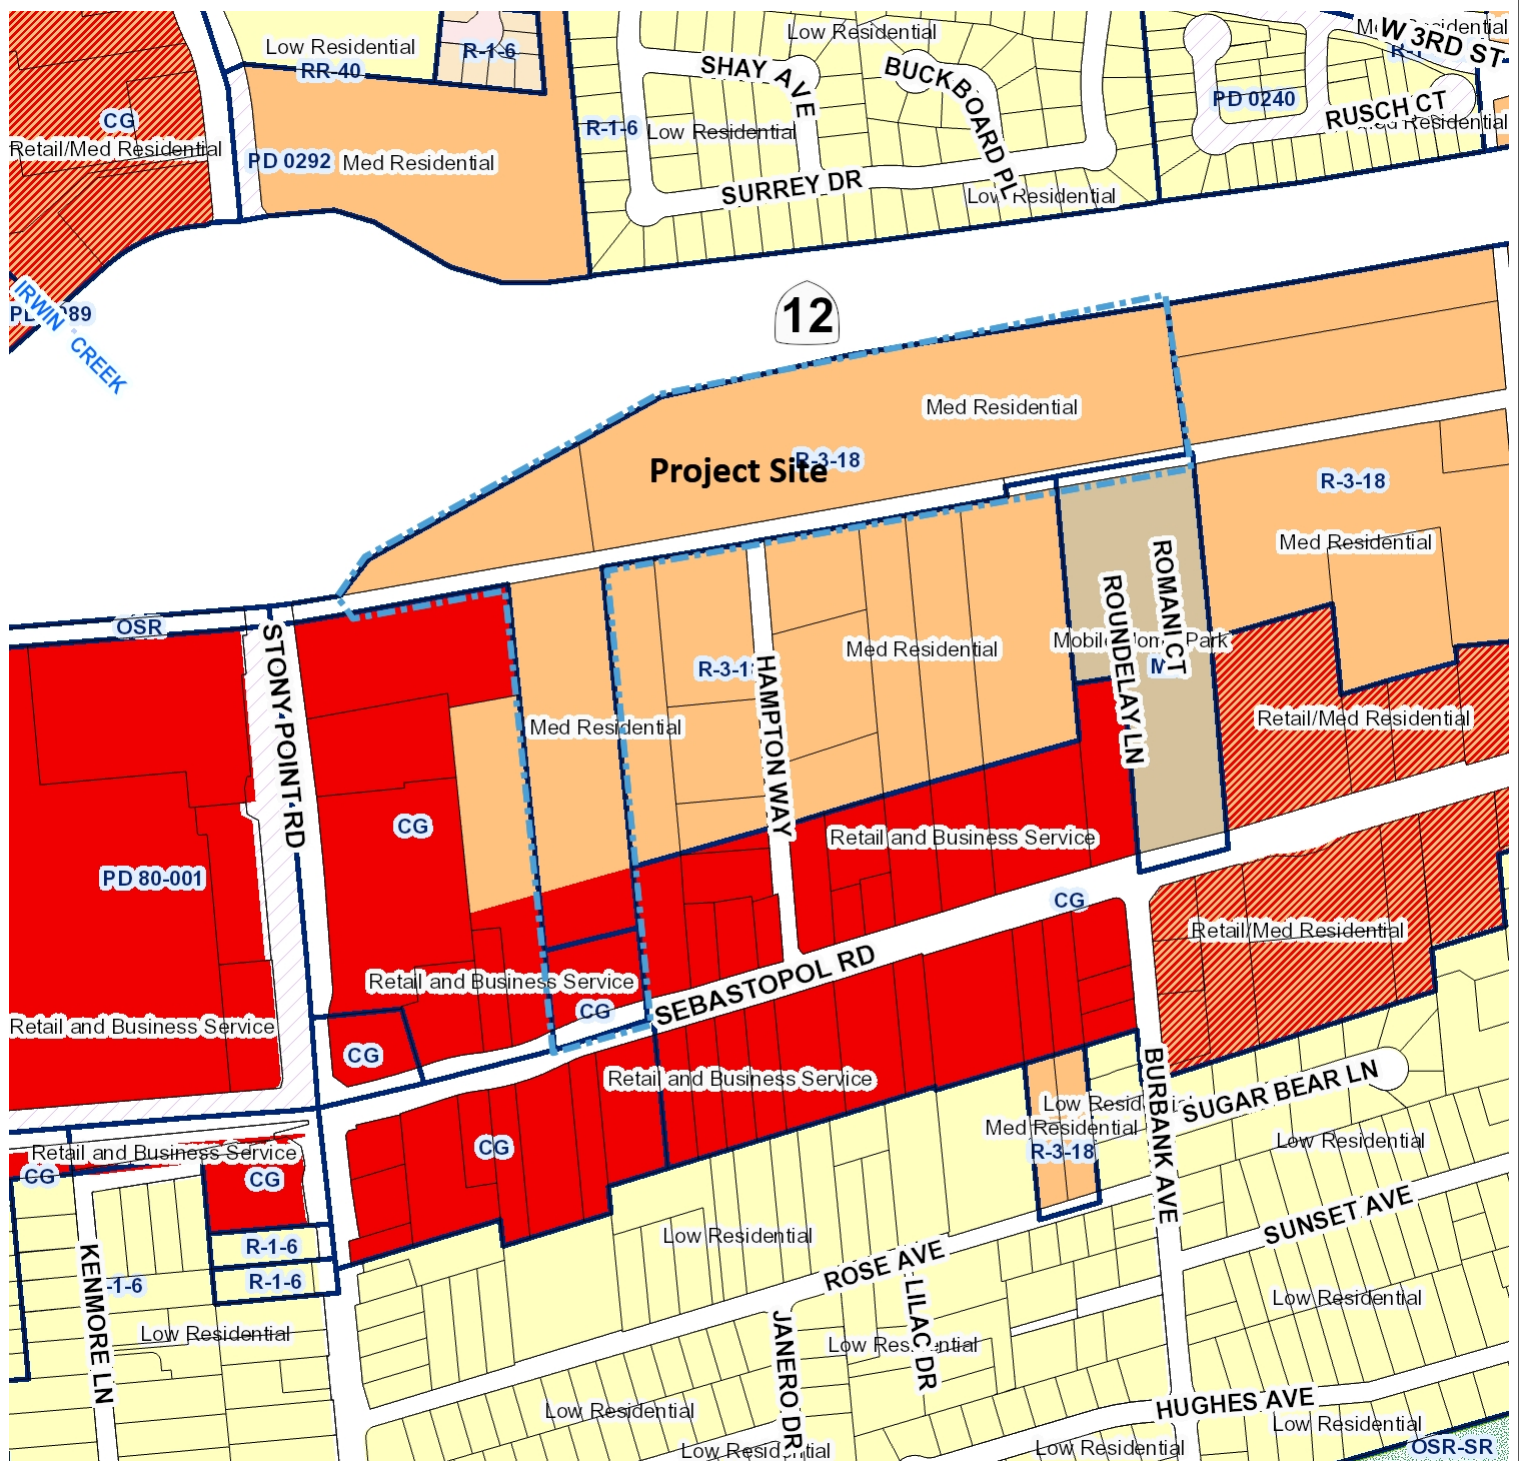 Low Residential
R-1-6
RR-40
Low Residential
W 3RD ST
SHAY AVE
BUCKBOARD PL
PD 0240
RUSCH CT
CG
Retail/Med Residential
R-1-6
Low Residential
PD 0292
Med Residential
SURREY DR
Low Residential
IRWIN CREEK
12
Med Residential
R-3-18
Project Site
R-3-18
Med Residential
OSR
STONY POINT RD
ROMANI CT
ROUNDELAY LN
Med Residential
HAMPTON WAY
Med Residential
Retail/Med Residential
CG
Retail and Business Service
PD 80-001
CG
Retail/Med Residential
Retail and Business Service
CG
SEBASTOPOL RD
Retail and Business Service
CG
Retail and Business Service
BURBANK AVE
SUGAR BEAR LN
Low Residential
Med Residential
R-3-18
Low Residential
CG
Retail and Business Service
CG
CG
SUNSET AVE
Low Residential
R-1-6
R-1-6
-1-6
KENMORE LN
ROSE AVE
LILAC DR
Low Residential
Low Residential
JANERO DR
Low Residential
Low Residential
HUGHES AVE
Low Residential
Low Residential
Low Residential
OSR-SR